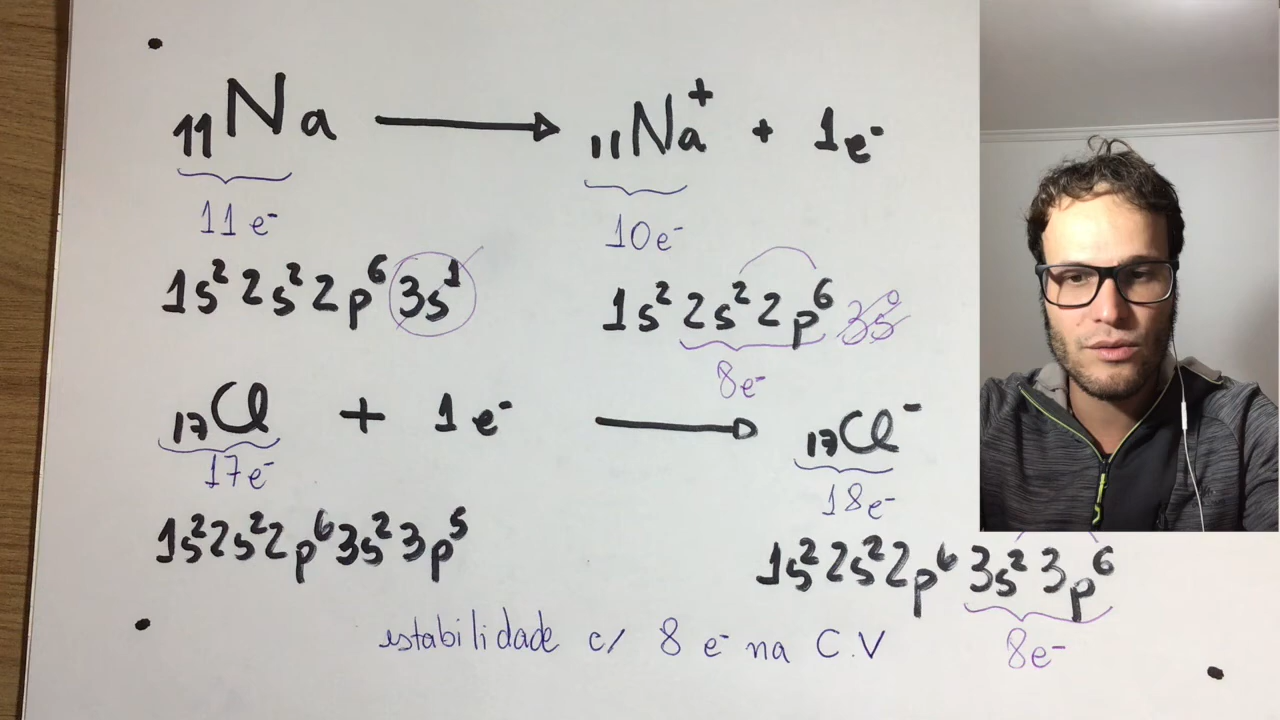 ₁₁Na → ₁₁Na⁺ + 1e⁻
11e⁻ 10e⁻
1s² 2s² 2p⁶ 3s¹ 1s² 2s² 2p⁶ 3s⁰
8e⁻
₁₇Cl + 1e⁻ → ₁₇Cl⁻
17e⁻ 18e⁻
1s² 2s² 2p⁶ 3s² 3p⁵ 1s² 2s² 2p⁶ 3s² 3p⁶
estabilidade c/ 8 e⁻ na C.V 8e⁻